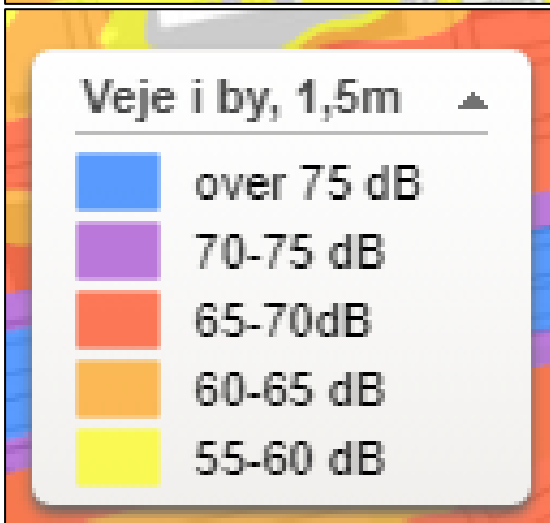 Veje i by, 1,5m
over 75 dB
70-75 dB
65-70dB
60-65 dB
55-60 dB